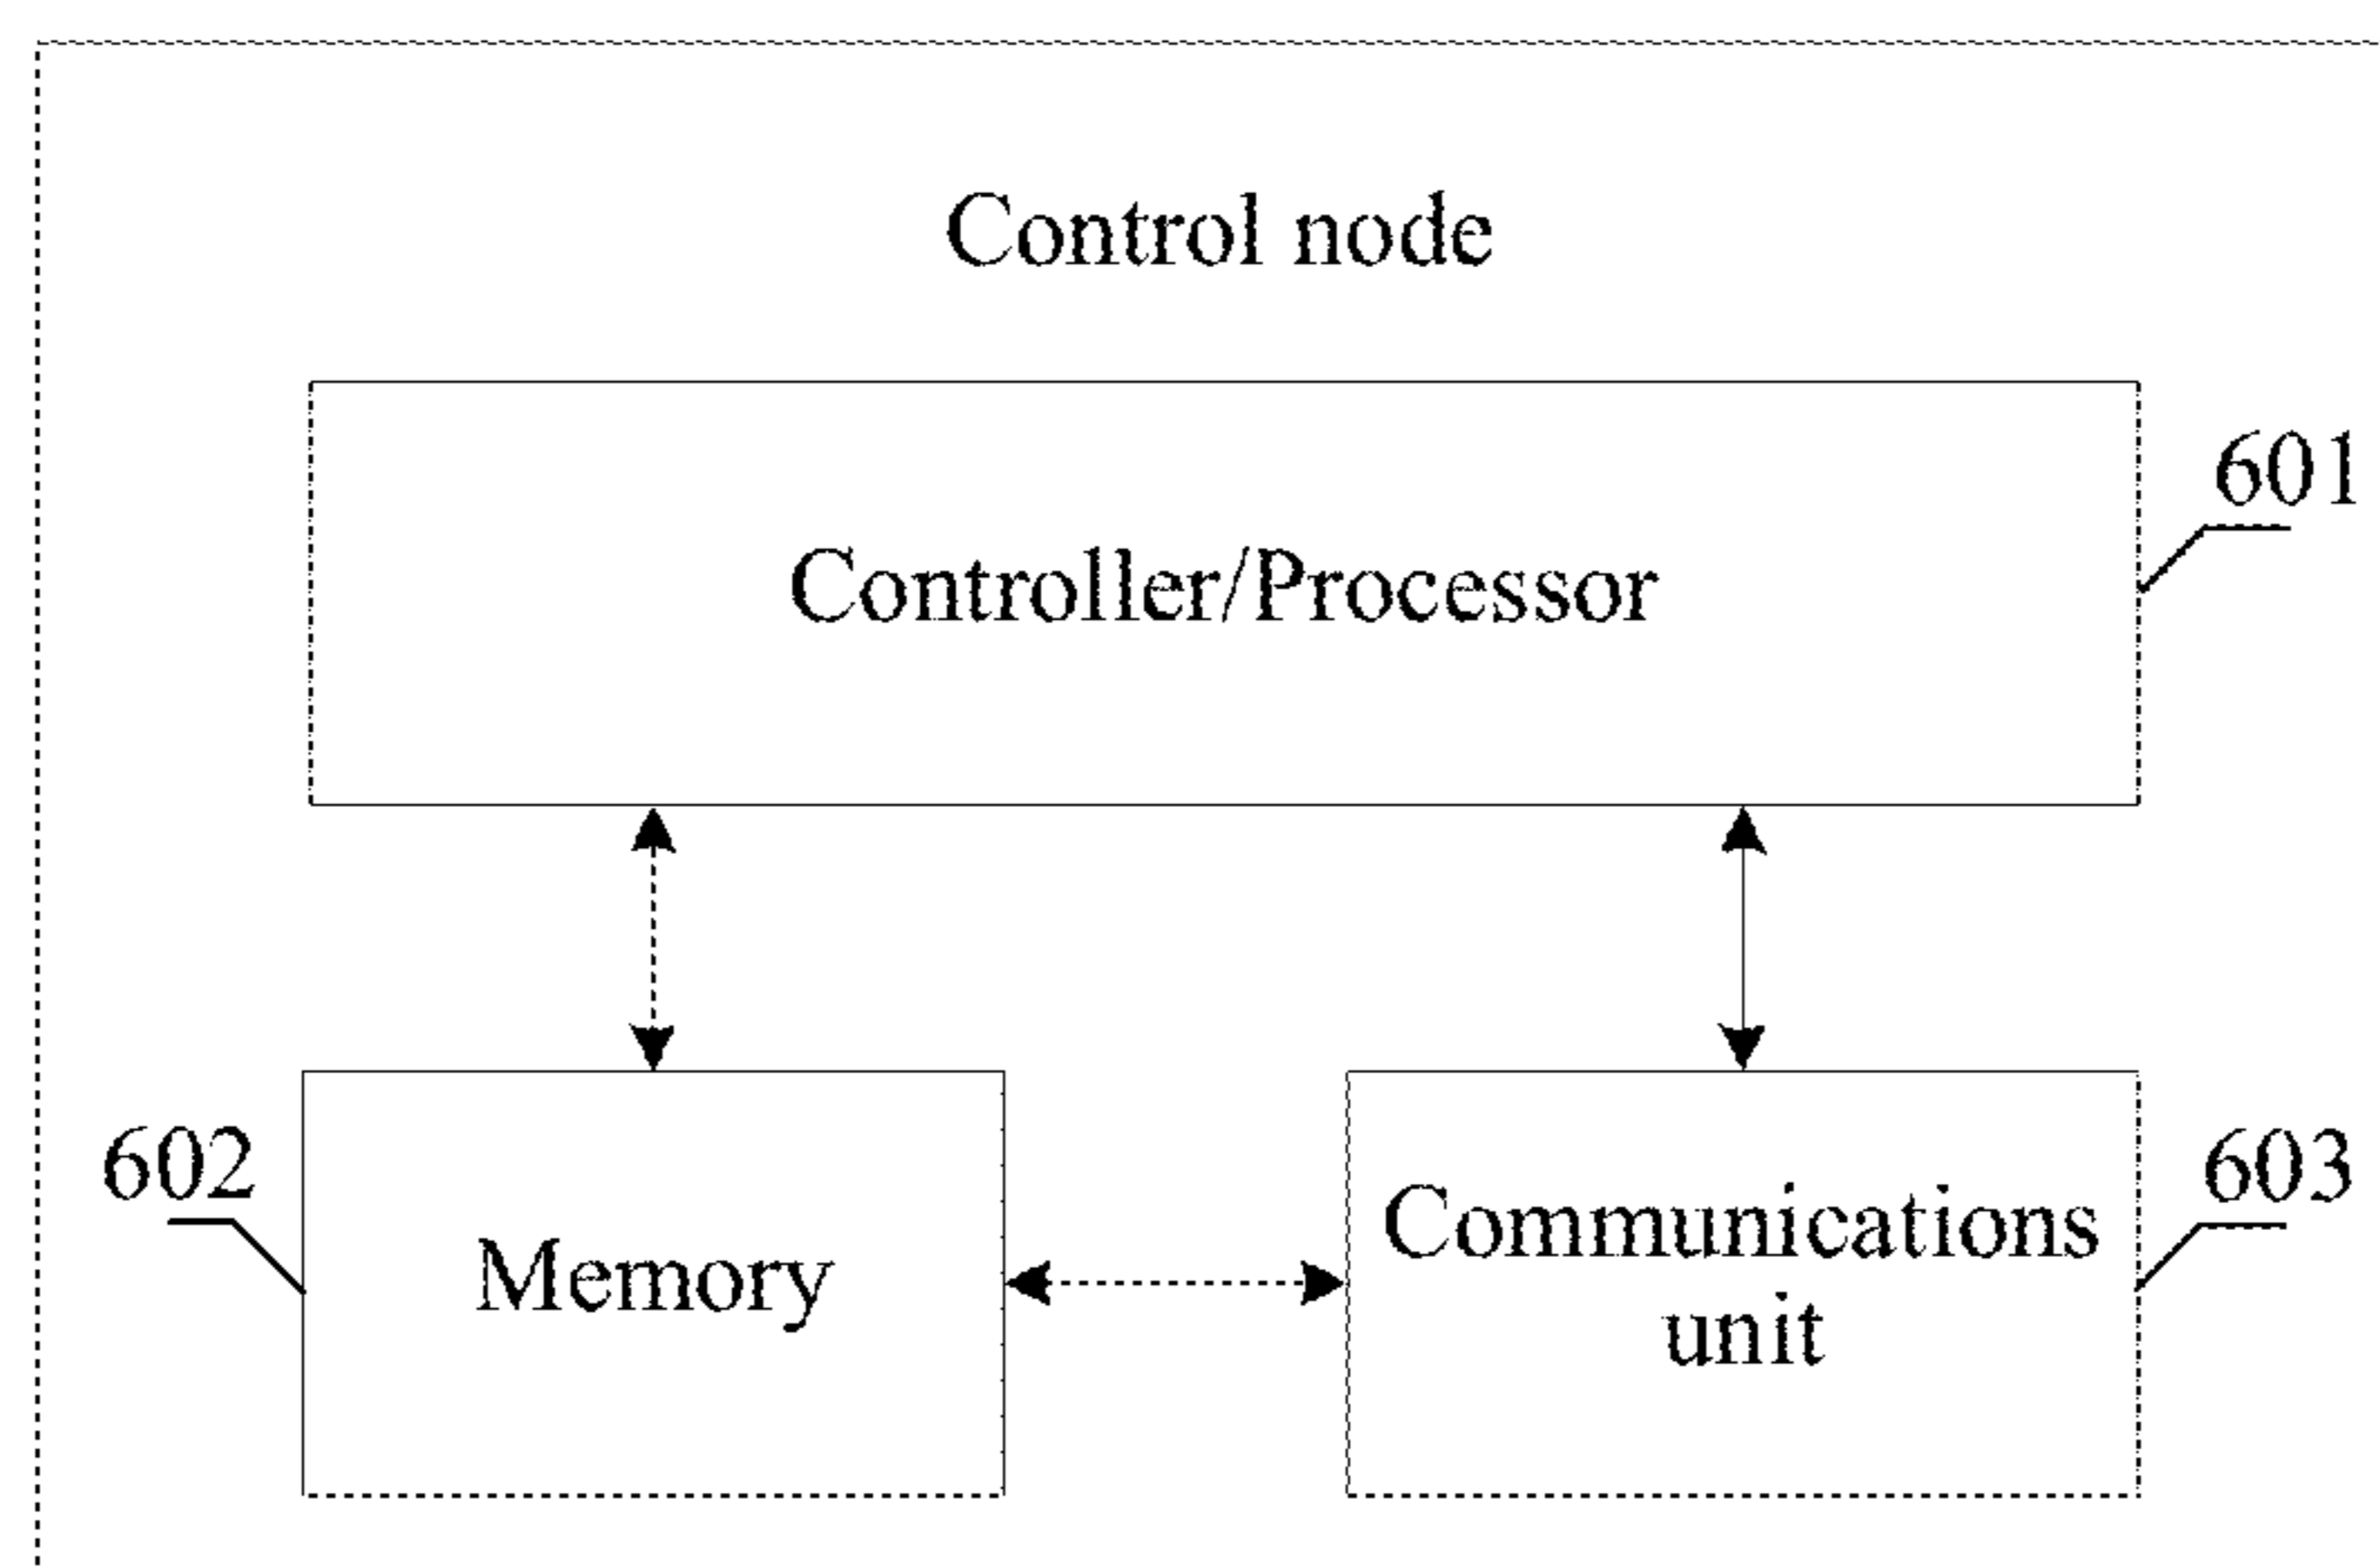 Control node
601
Controller/Processor
602
Memory
Communications
unit
603